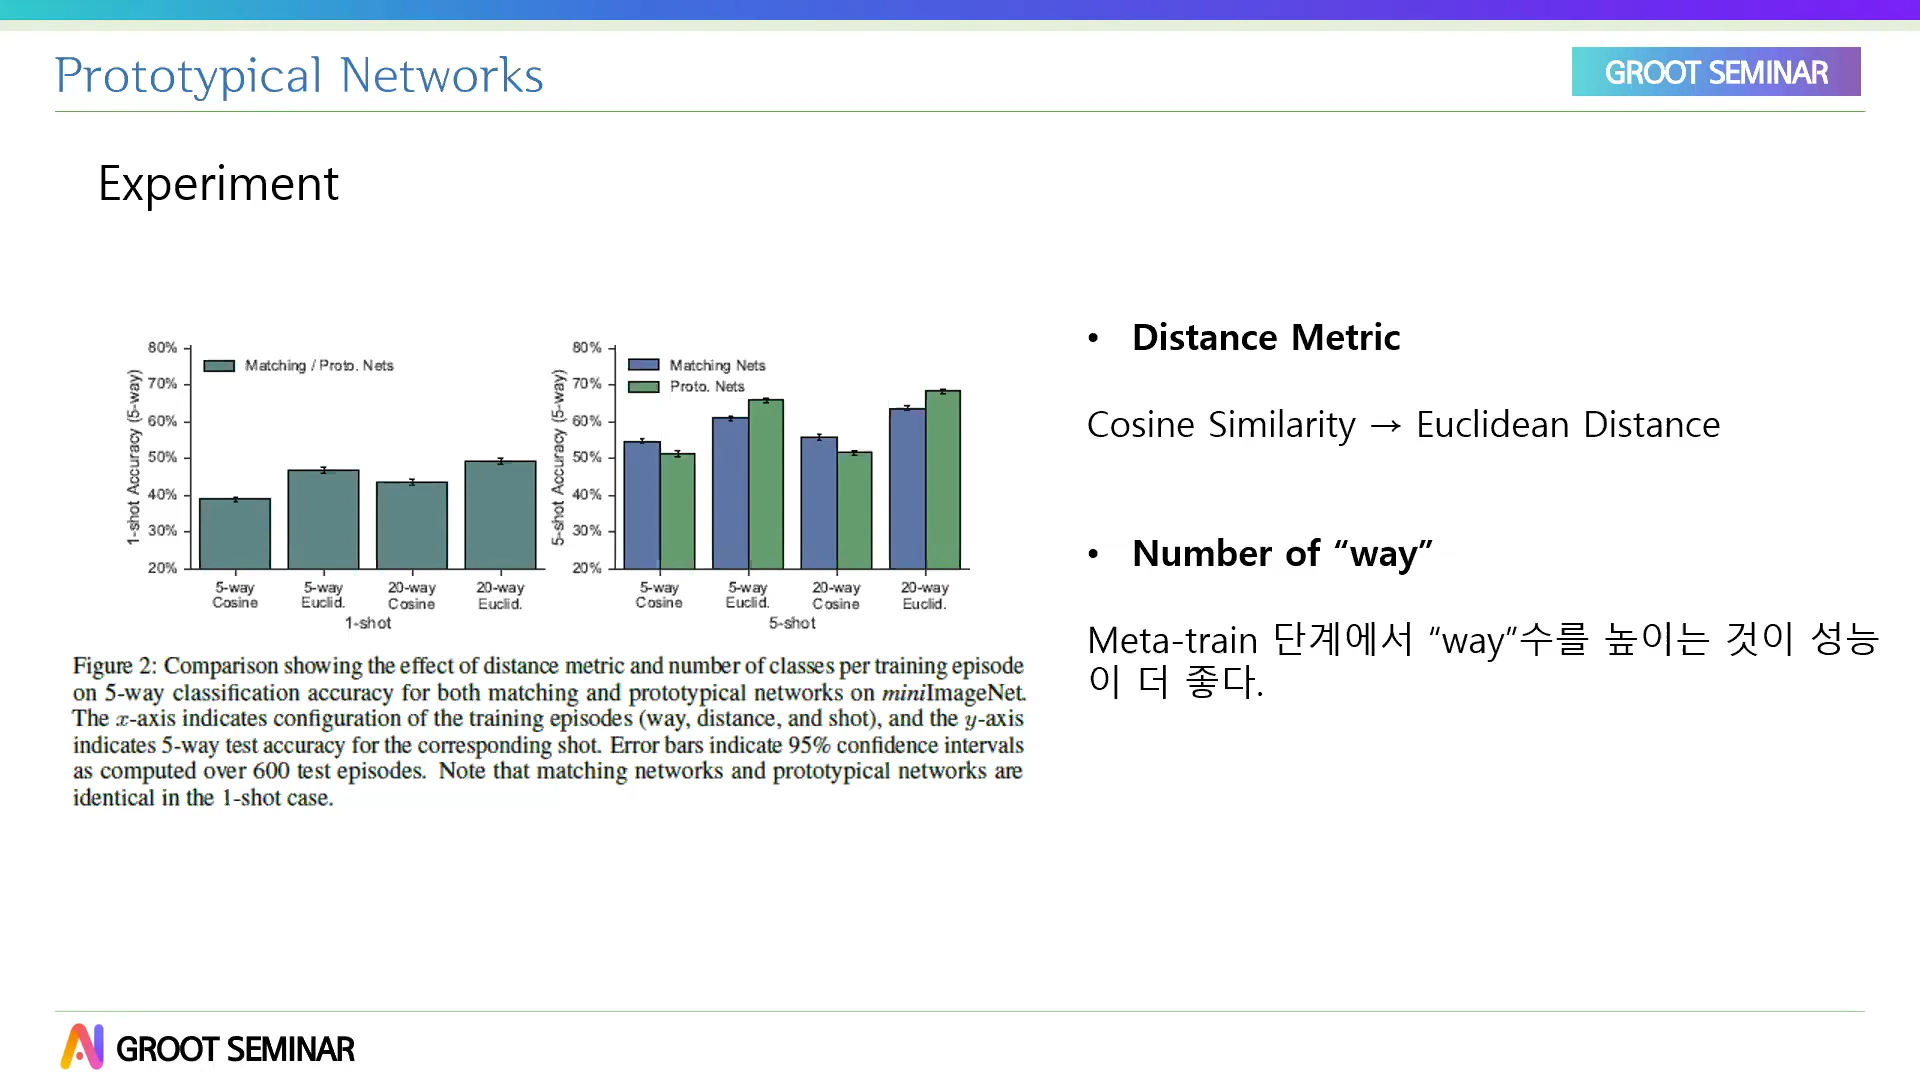 Prototypical Networks
GROOT SEMINAR
Experiment
80%
70%
60%
50%
40%
30%
20%
1-shot Accuracy (5-way)
Matching / Proto. Nets
5-way Cosine
5-way Euclid.
20-way Cosine
20-way Euclid.
1-shot
80%
70%
60%
50%
40%
30%
20%
5-shot Accuracy (5-way)
Matching Nets
Proto. Nets
5-way Cosine
5-way Euclid.
20-way Cosine
20-way Euclid.
5-shot
Figure 2: Comparison showing the effect of distance metric and number of classes per training episode
on 5-way classification accuracy for both matching and prototypical networks on miniImageNet.
The x-axis indicates configuration of the training episodes (way, distance, and shot), and the y-axis
indicates 5-way test accuracy for the corresponding shot. Error bars indicate 95% confidence intervals
as computed over 600 test episodes. Note that matching networks and prototypical networks are
identical in the 1-shot case.
• Distance Metric
Cosine Similarity → Euclidean Distance
• Number of “way”
Meta-train 단계에서 “way”수를 높이는 것이 성능
이 더 좋다.
GROOT SEMINAR